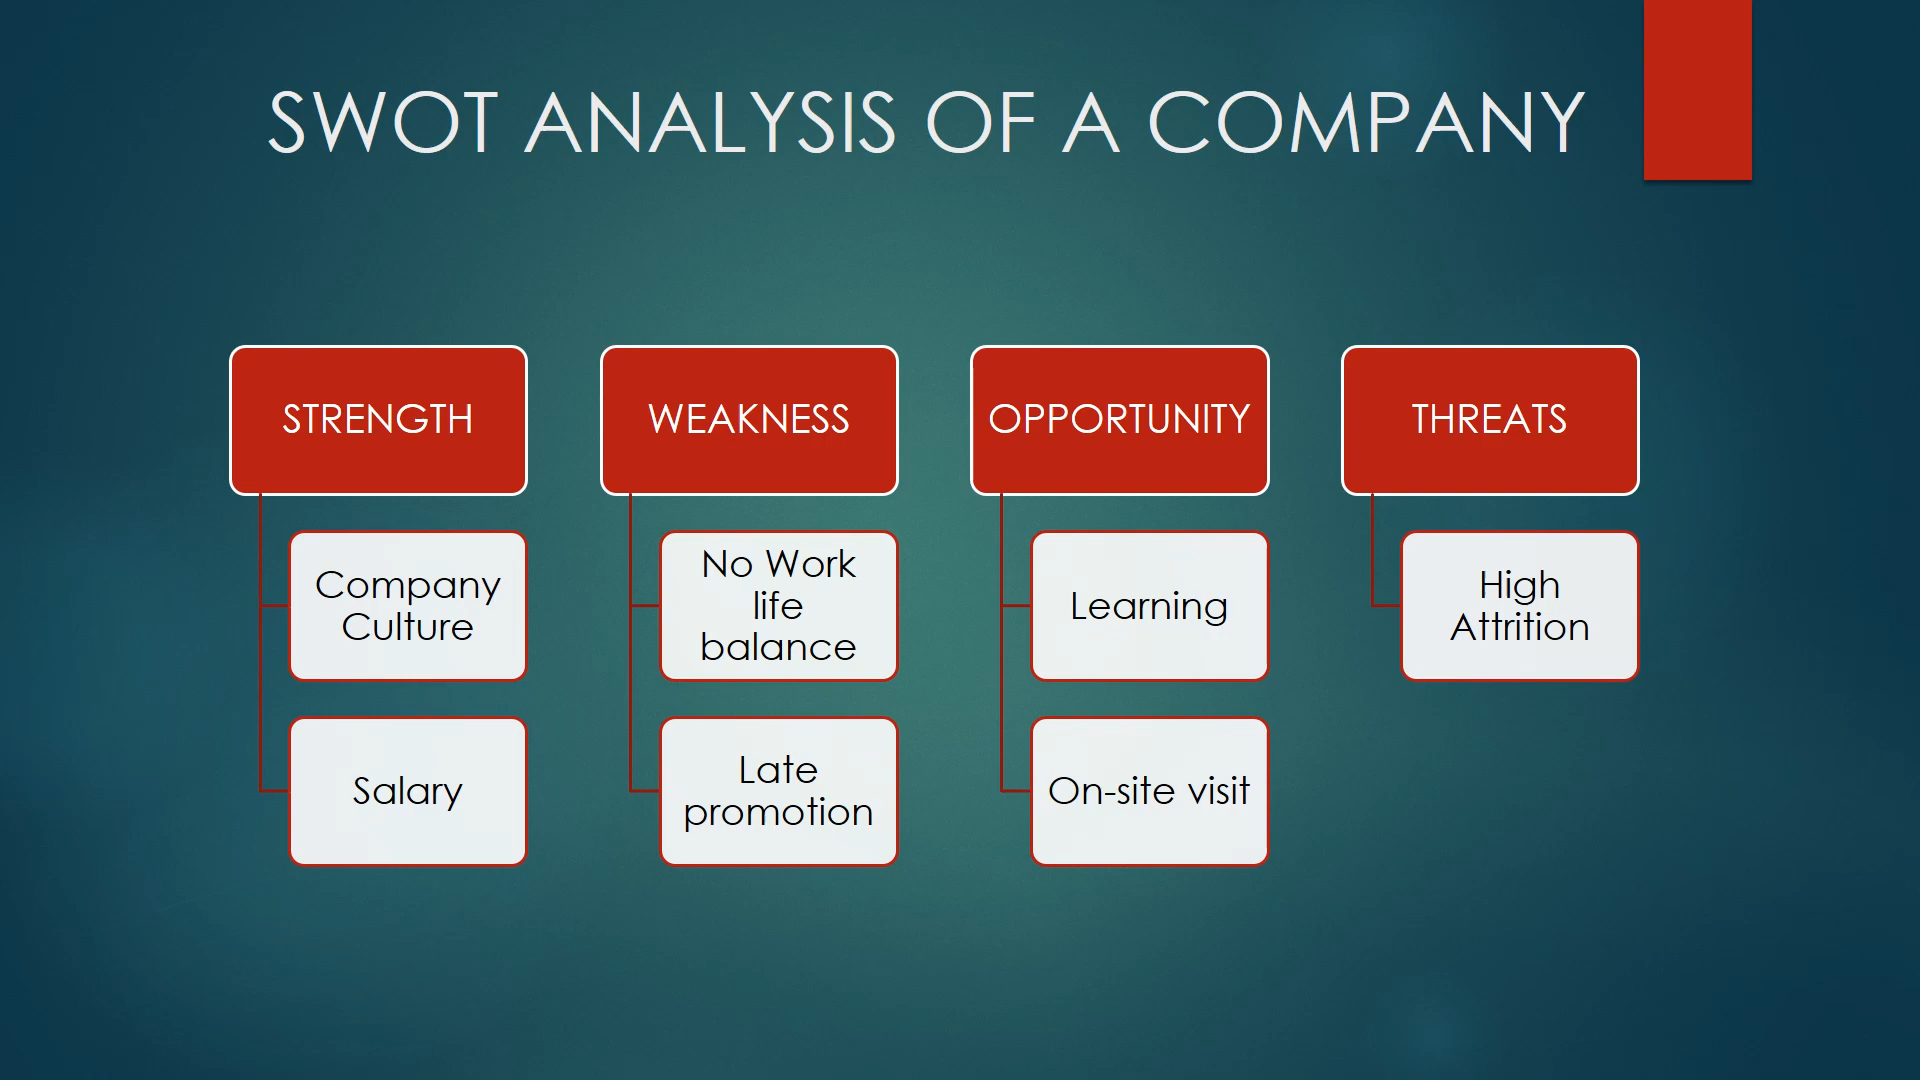 SWOT ANALYSIS OF A COMPANY
STRENGTH
Company
Culture
Salary
WEAKNESS
No Work
life
balance
Late
promotion
OPPORTUNITY
Learning
On-site visit
THREATS
High
Attrition